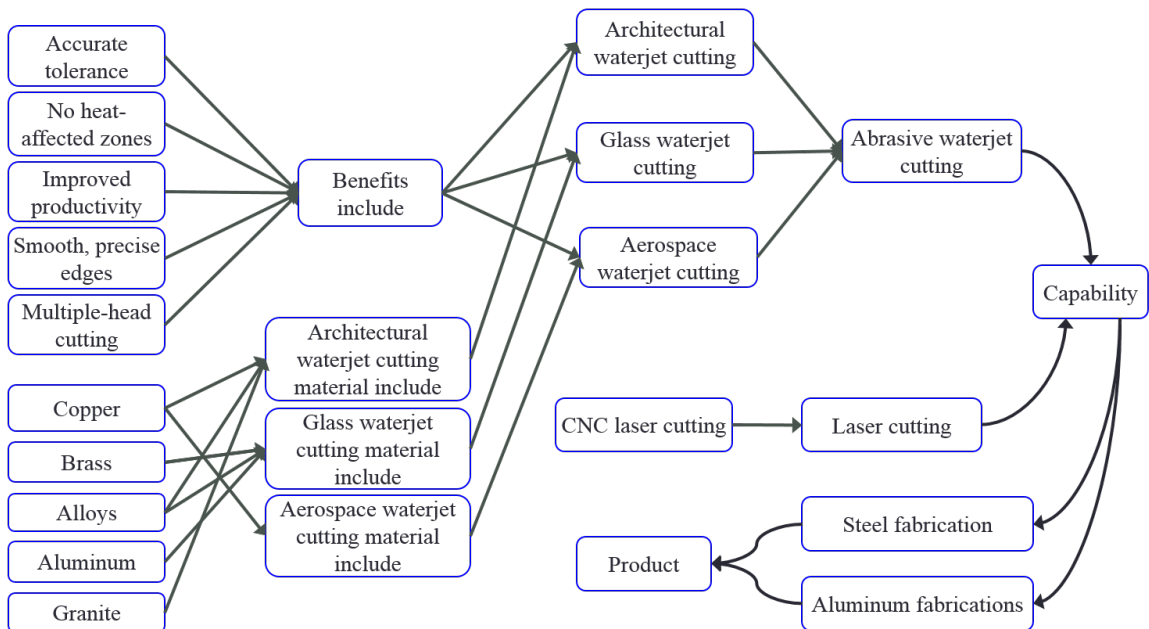 Accurate
tolerance
No heat-
affected zones
Improved
productivity
Smooth, precise
edges
Multiple-head
cutting
Copper
Brass
Alloys
Aluminum
Granite
Benefits
include
Architectural
waterjet cutting
material include
Glass waterjet
cutting material
include
Aerospace waterjet
cutting material
include
Architectural
waterjet cutting
Glass waterjet
cutting
Aerospace
waterjet cutting
Abrasive waterjet
cutting
Capability
CNC laser cutting
Laser cutting
Steel fabrication
Product
Aluminum fabrications